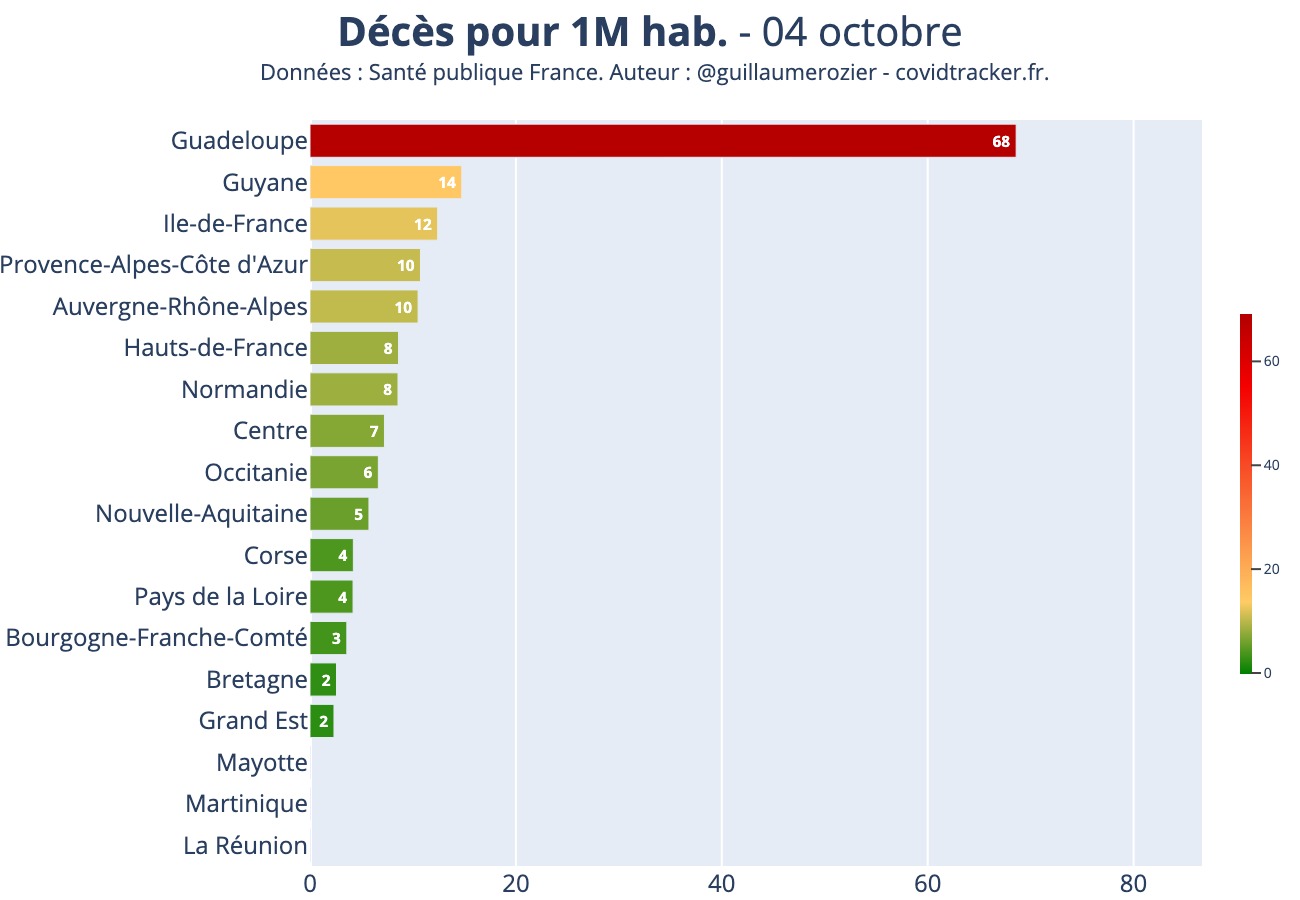 Décès pour 1M hab. - 04 octobre
Données : Santé publique France. Auteur : @guillaumerozier - covidtracker.fr.
Guadeloupe 68
Guyane 14
Ile-de-France 12
Provence-Alpes-Côte d'Azur 10
Auvergne-Rhône-Alpes 10
Hauts-de-France 8
Normandie 8
Centre 7
Occitanie 6
Nouvelle-Aquitaine 5
Corse 4
Pays de la Loire 4
Bourgogne-Franche-Comté 3
Bretagne 2
Grand Est 2
Mayotte
Martinique
La Réunion
0 20 40 60 80
60
40
20
0